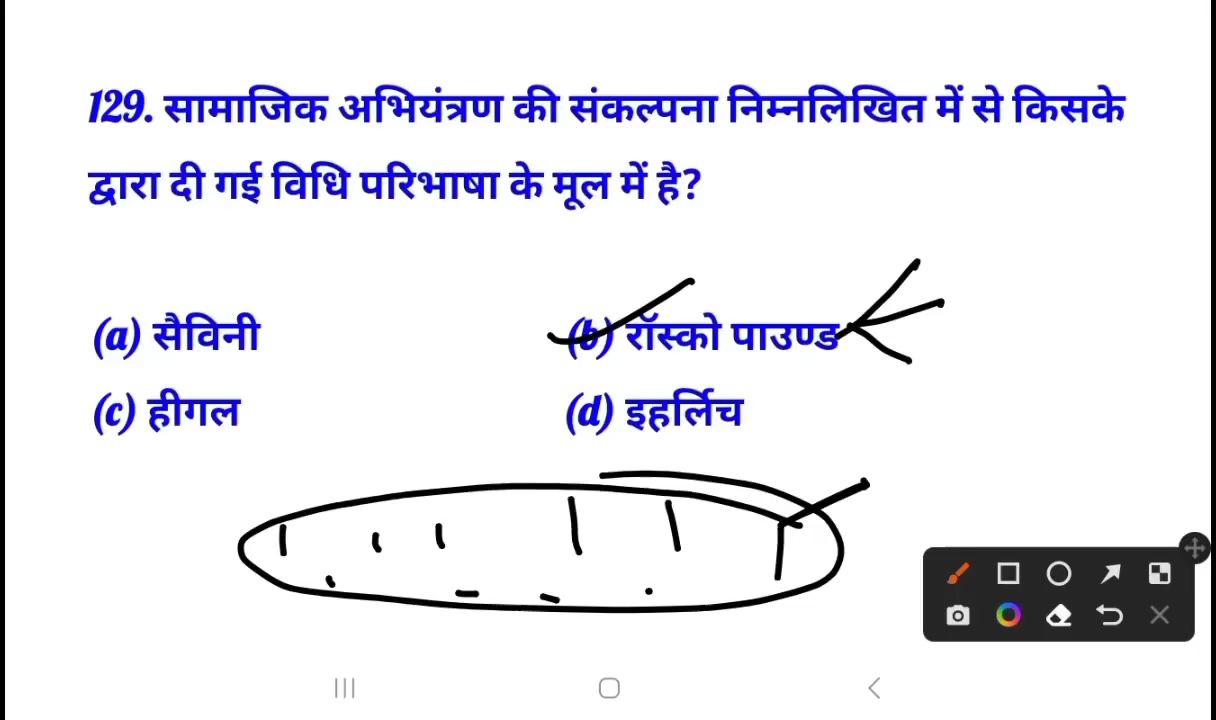 129. सामाजिक अभियंत्रण की संकल्पना निम्नलिखित में से किसके
द्वारा दी गई विधि परिभाषा के मूल में है?
(a) सैविनी (b) रॉस्को पाउण्ड
(c) हीगल (d) इहर्लिच